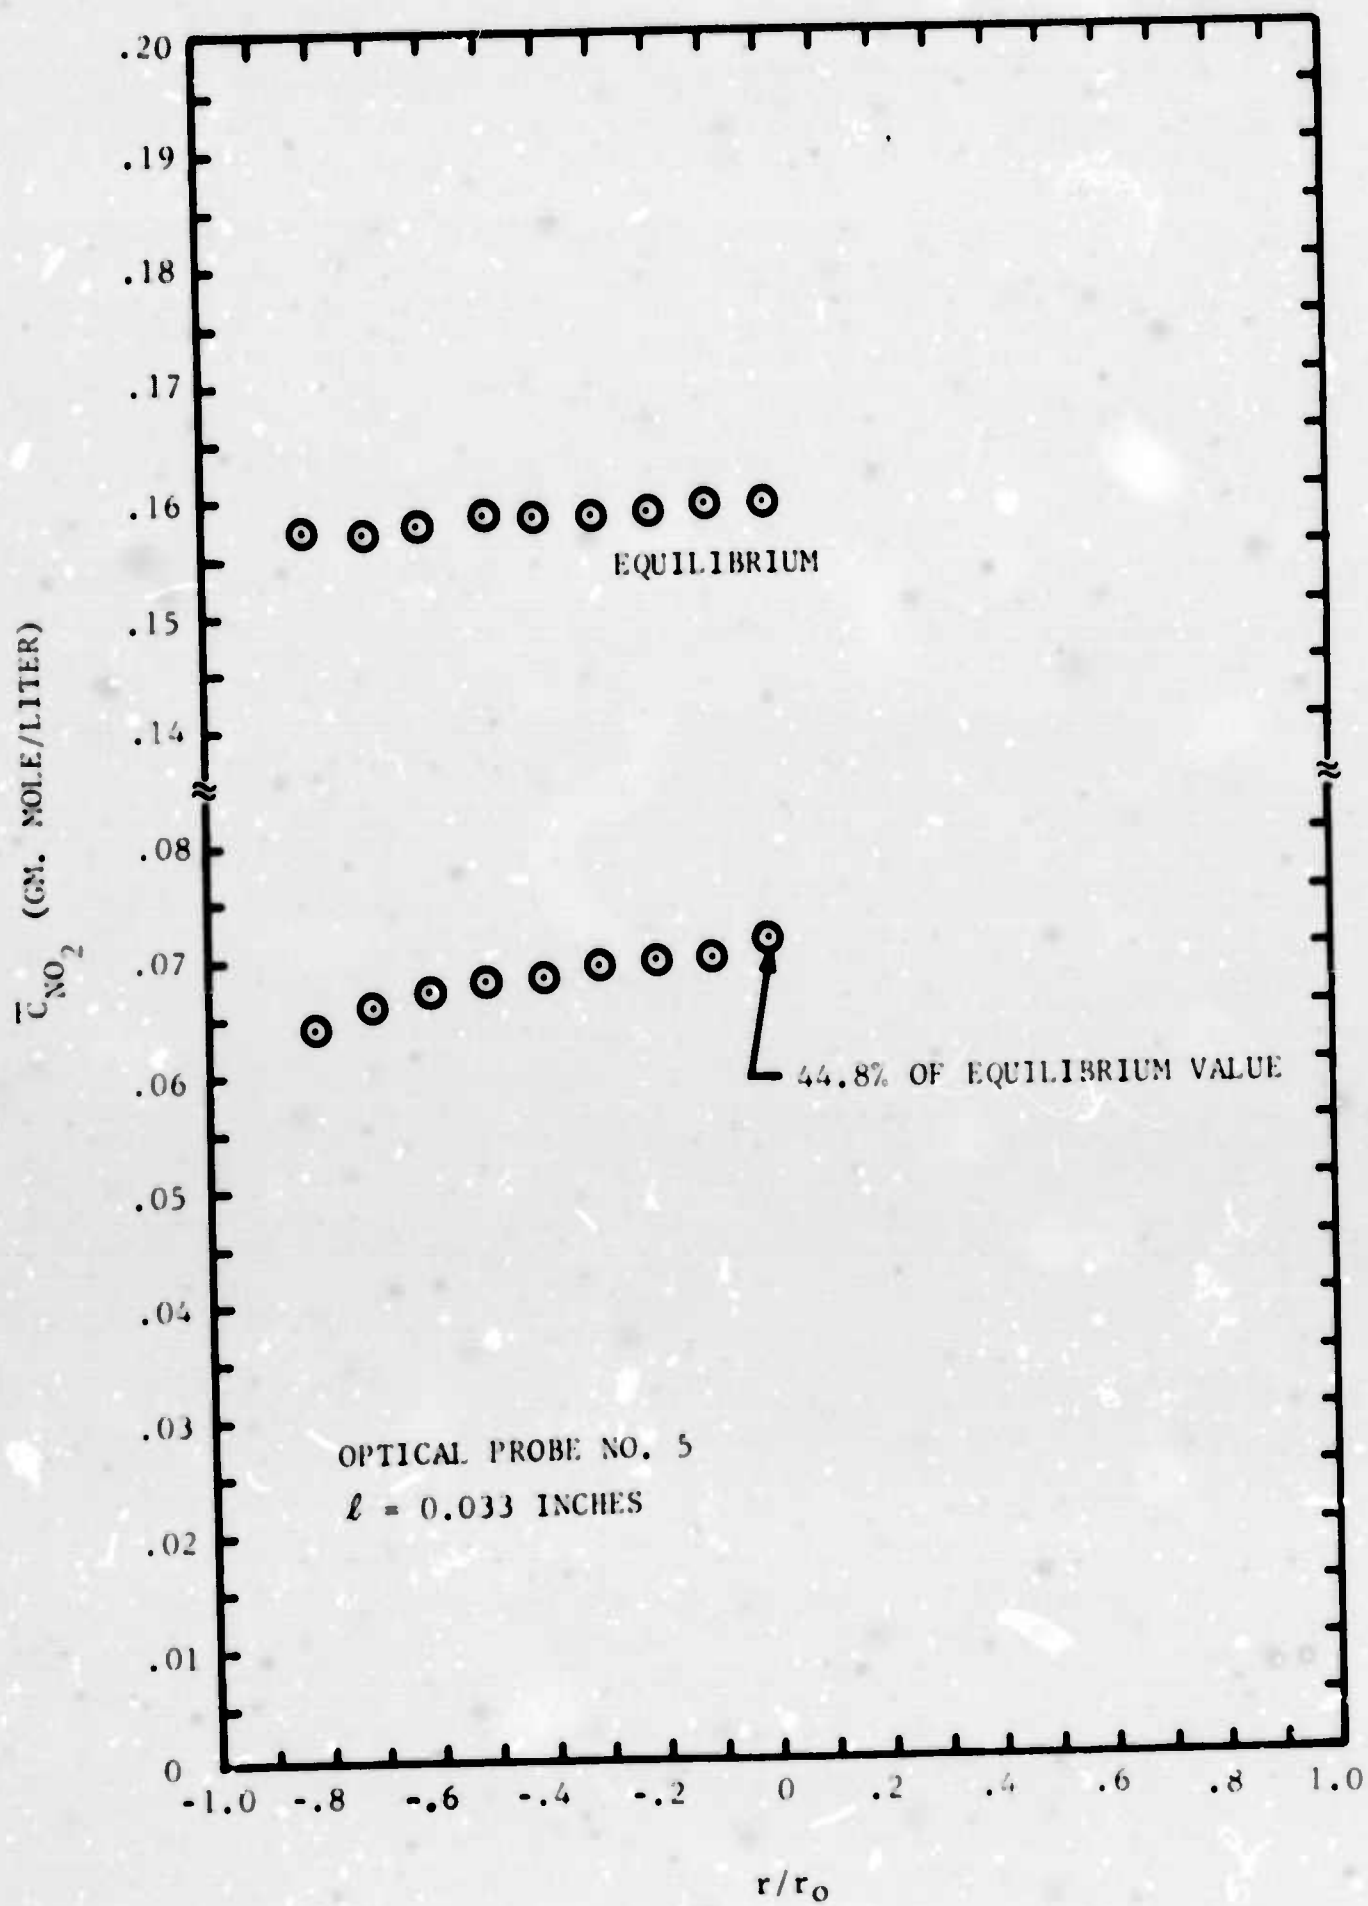 .20
.19
.18
.17
.16
EQUILIBRIUM
.15
.14
C̅NO₂ (GM. MOLE/LITER)
.08
.07
.06
44.8% OF EQUILIBRIUM VALUE
.05
.04
.03
OPTICAL PROBE NO. 5
ℓ = 0.033 INCHES
.02
.01
0
-1.0 -.8 -.6 -.4 -.2 0 .2 .4 .6 .8 1.0
r/r₀